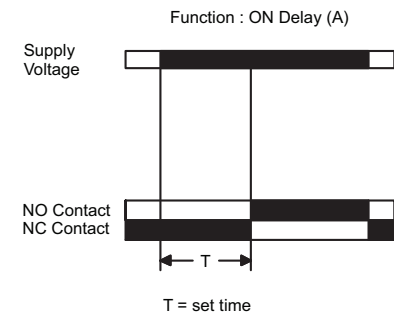 Function : ON Delay (A)
Supply
Voltage
NO Contact
NC Contact
T
T = set time